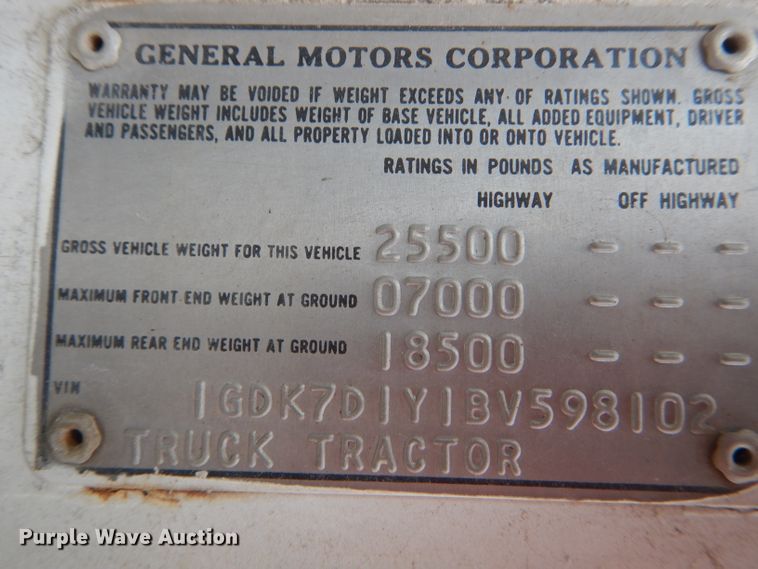 GENERAL MOTORS CORPORATION
WARRANTY MAY BE VOIDED IF WEIGHT EXCEEDS ANY OF RATINGS SHOWN. GROSS
VEHICLE WEIGHT INCLUDES WEIGHT OF BASE VEHICLE, ALL ADDED EQUIPMENT, DRIVER
AND PASSENGERS, AND ALL PROPERTY LOADED INTO OR ONTO VEHICLE.
RATINGS IN POUNDS AS MANUFACTURED
HIGHWAY OFF HIGHWAY
GROSS VEHICLE WEIGHT FOR THIS VEHICLE 25500 - - -
MAXIMUM FRONT END WEIGHT AT GROUND 07000 - - -
MAXIMUM REAR END WEIGHT AT GROUND 18500 - - -
VIN 1GDK7D1Y1BV598102
TRUCK TRACTOR
Purple Wave Auction